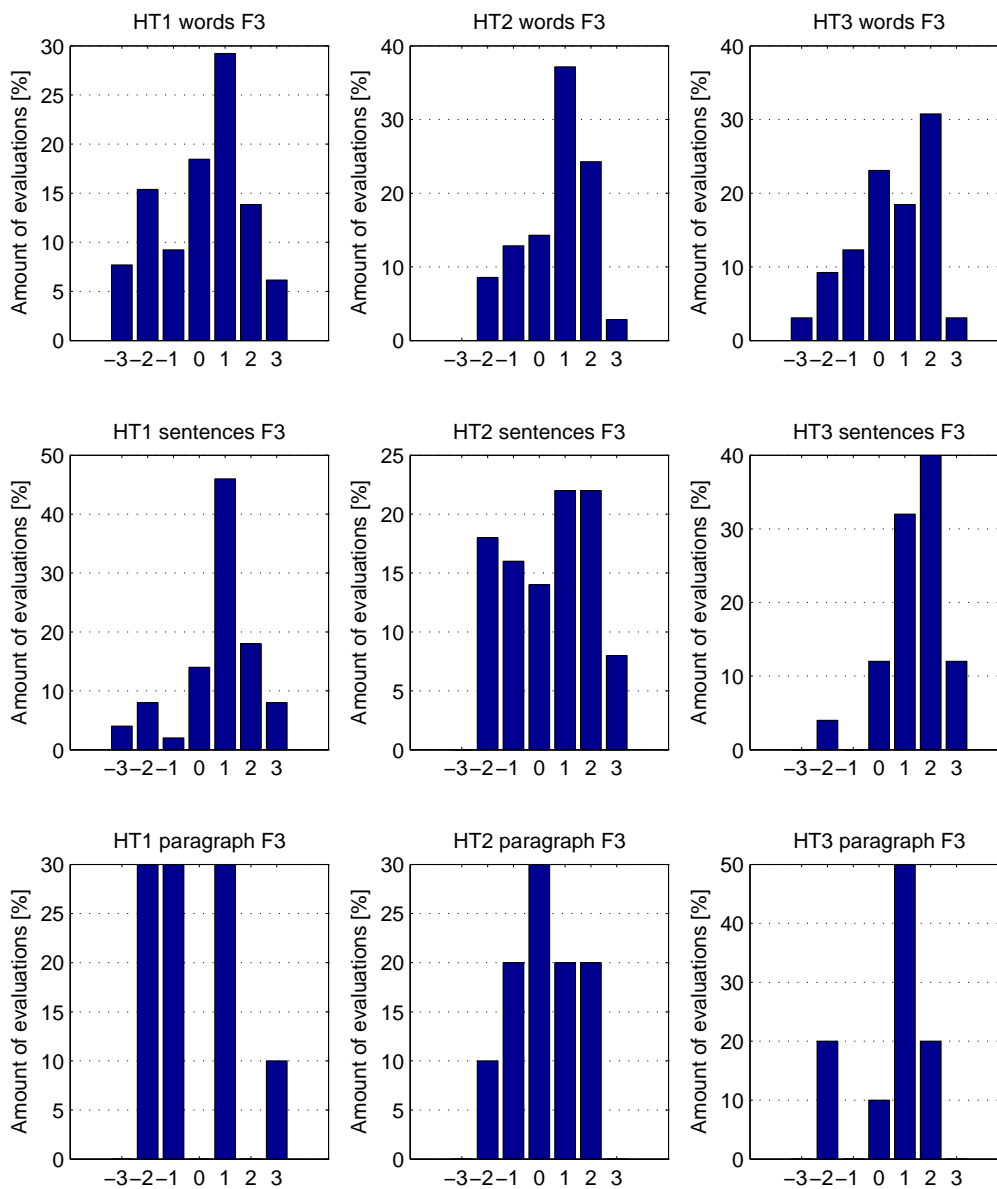 HT1 words F3
HT2 words F3
HT3 words F3
Amount of evaluations [%]
30
25
20
15
10
5
0
−3 −2 −1 0 1 2 3
Amount of evaluations [%]
40
30
20
10
0
−3 −2 −1 0 1 2 3
Amount of evaluations [%]
40
30
20
10
0
−3 −2 −1 0 1 2 3
HT1 sentences F3
HT2 sentences F3
HT3 sentences F3
Amount of evaluations [%]
50
40
30
20
10
0
−3 −2 −1 0 1 2 3
Amount of evaluations [%]
25
20
15
10
5
0
−3 −2 −1 0 1 2 3
Amount of evaluations [%]
40
30
20
10
0
−3 −2 −1 0 1 2 3
HT1 paragraph F3
HT2 paragraph F3
HT3 paragraph F3
Amount of evaluations [%]
30
25
20
15
10
5
0
−3 −2 −1 0 1 2 3
Amount of evaluations [%]
30
25
20
15
10
5
0
−3 −2 −1 0 1 2 3
Amount of evaluations [%]
50
40
30
20
10
0
−3 −2 −1 0 1 2 3